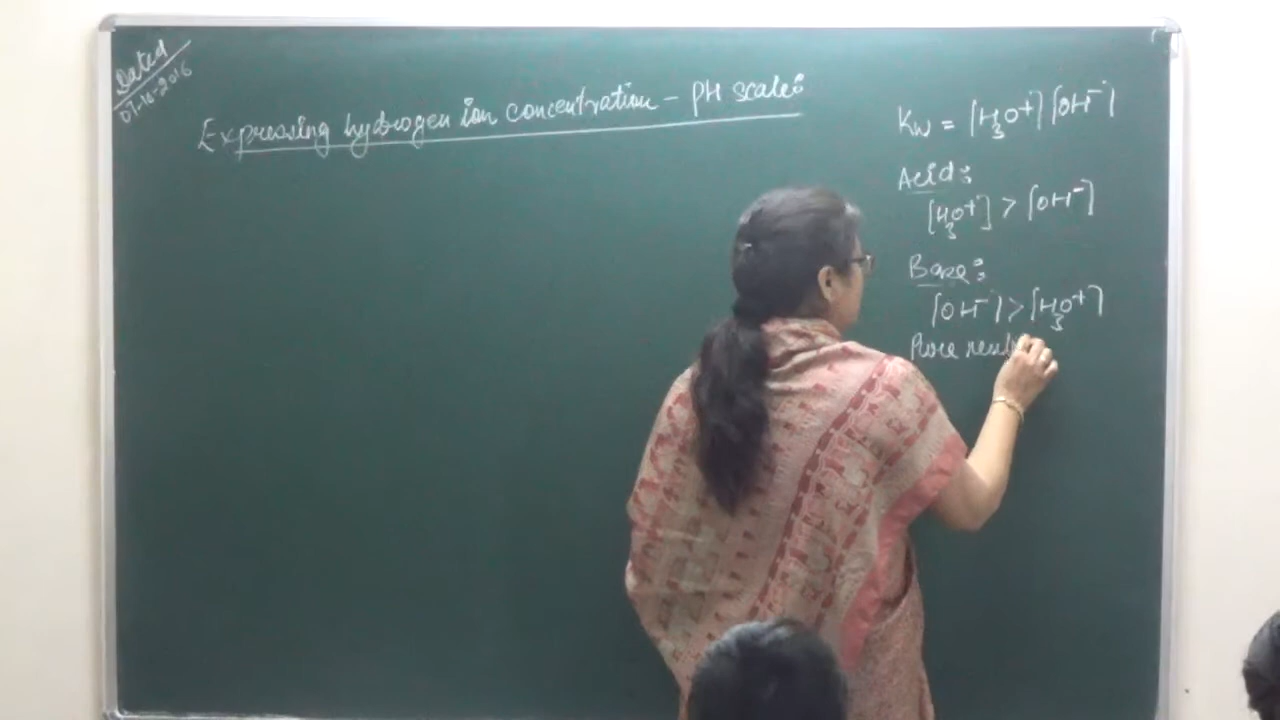 Dated
07-10-2016
Expressing hydrogen ion concentration - PH scale:
Kw = [H3O+] [OH-]
Acid:
[H3O+] > [OH-]
Base:
[OH-] > [H3O+]
Pure